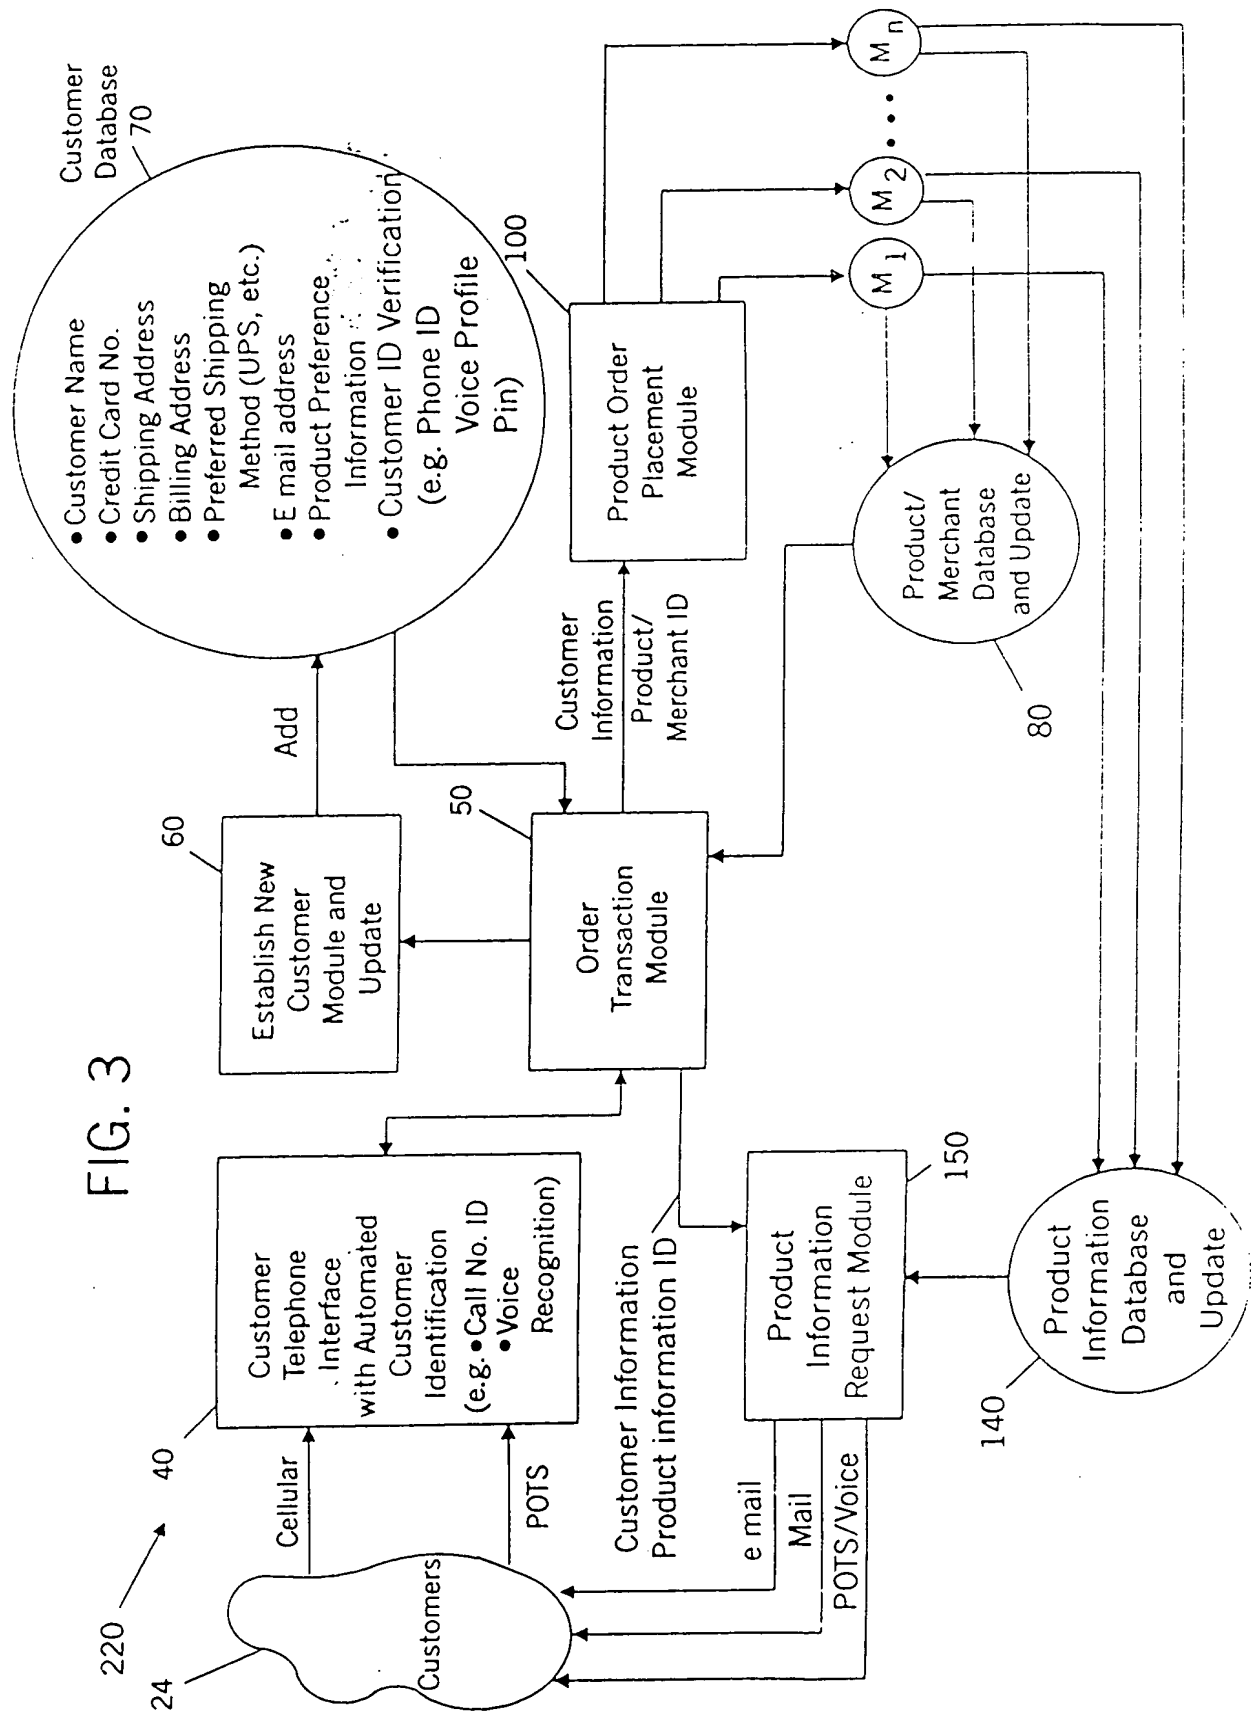 FIG. 3
220
24
Customers
Cellular
POTS
40
Customer
Telephone
Interface
with Automated
Customer
Identification
(e.g. •Call No. ID
•Voice
Recognition)
60
Establish New
Customer
Module and
Update
Add
Customer
Database
70
•Customer Name
•Credit Card No.
•Shipping Address
•Billing Address
•Preferred Shipping
Method (UPS, etc.)
•E mail address
•Product Preference
Information
•Customer ID Verification
(e.g. Phone ID
Voice Profile
Pin)
50
Order
Transaction
Module
Customer
Information
Product/
Merchant ID
100
Product Order
Placement
Module
M1
M2
Mn
Product/
Merchant
Database
and Update
80
Customer Information
Product information ID
e mail
Mail
POTS/Voice
150
Product
Information
Request Module
140
Product
Information
Database
and
Update